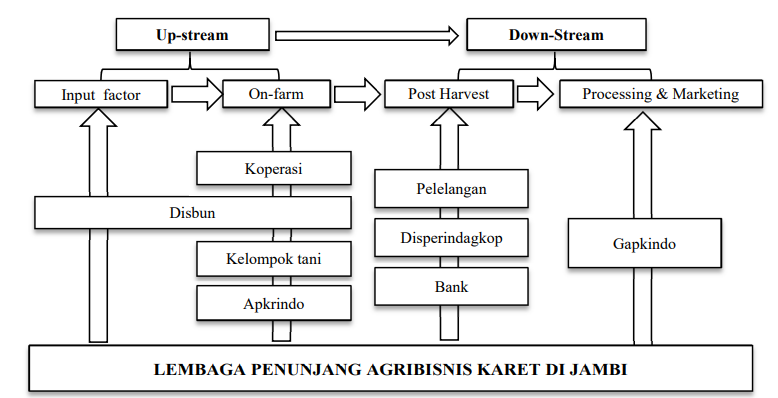 Up-stream
Down-Stream
Input factor
On-farm
Post Harvest
Processing & Marketing
Koperasi
Pelelangan
Disbun
Disperindagkop
Gapkindo
Kelompok tani
Bank
Apkrindo
LEMBAGA PENUNJANG AGRIBISNIS KARET DI JAMBI